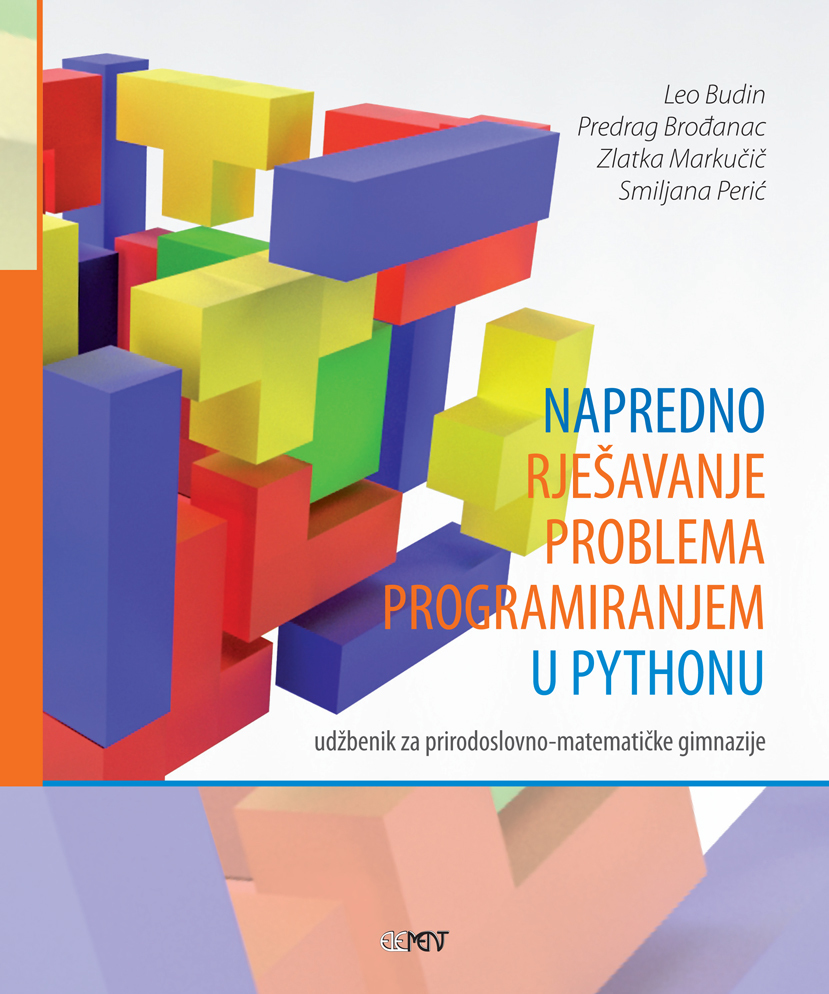 Leo Budin
Predrag Brođanac
Zlatka Markučič
Smiljana Perić
NAPREDNO
RJEŠAVANJE
PROBLEMA
PROGRAMIRANJEM
U PYTHONU
udžbenik za prirodoslovno-matematičke gimnazije
ELEMENT